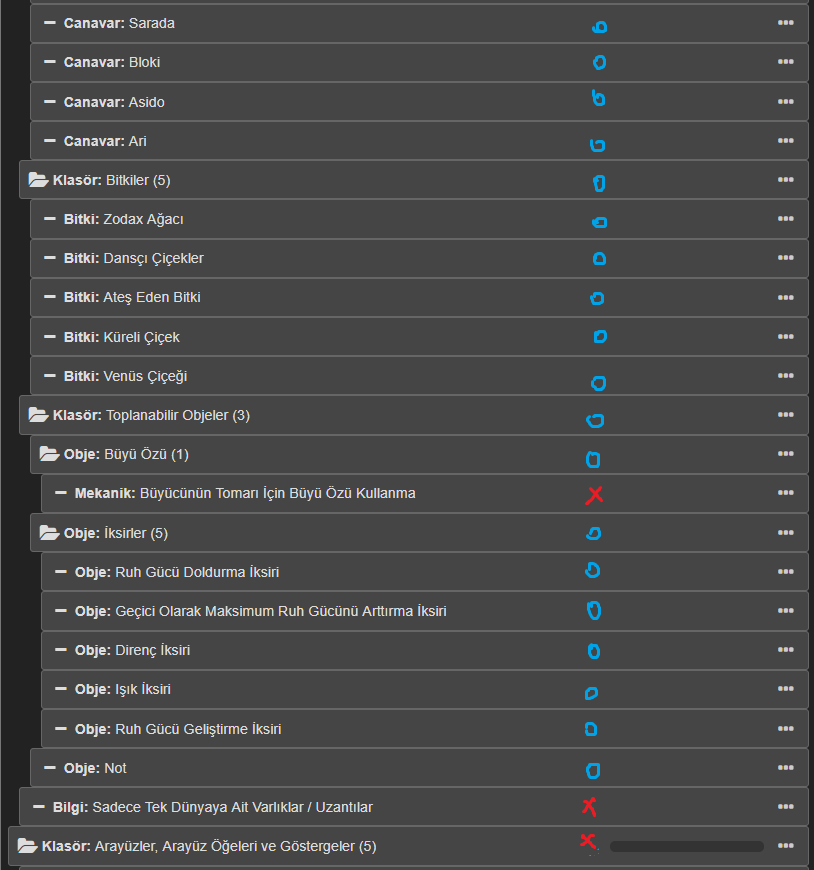 Canavar: Sarada
Canavar: Bloki
Canavar: Asido
Canavar: Ari
Klasör: Bitkiler (5)
Bitki: Zodax Ağacı
Bitki: Dansçı Çiçekler
Bitki: Ateş Eden Bitki
Bitki: Küreli Çiçek
Bitki: Venüs Çiçeği
Klasör: Toplanabilir Objeler (3)
Obje: Büyü Özü (1)
Mekanik: Büyücünün Tomarı İçin Büyü Özü Kullanma
Obje: İksirler (5)
Obje: Ruh Gücü Doldurma İksiri
Obje: Geçici Olarak Maksimum Ruh Gücünü Arttırma İksiri
Obje: Direnç İksiri
Obje: Işık İksiri
Obje: Ruh Gücü Geliştirme İksiri
Obje: Not
Bilgi: Sadece Tek Dünyaya Ait Varlıklar / Uzantılar
Klasör: Arayüzler, Arayüz Öğeleri ve Göstergeler (5)